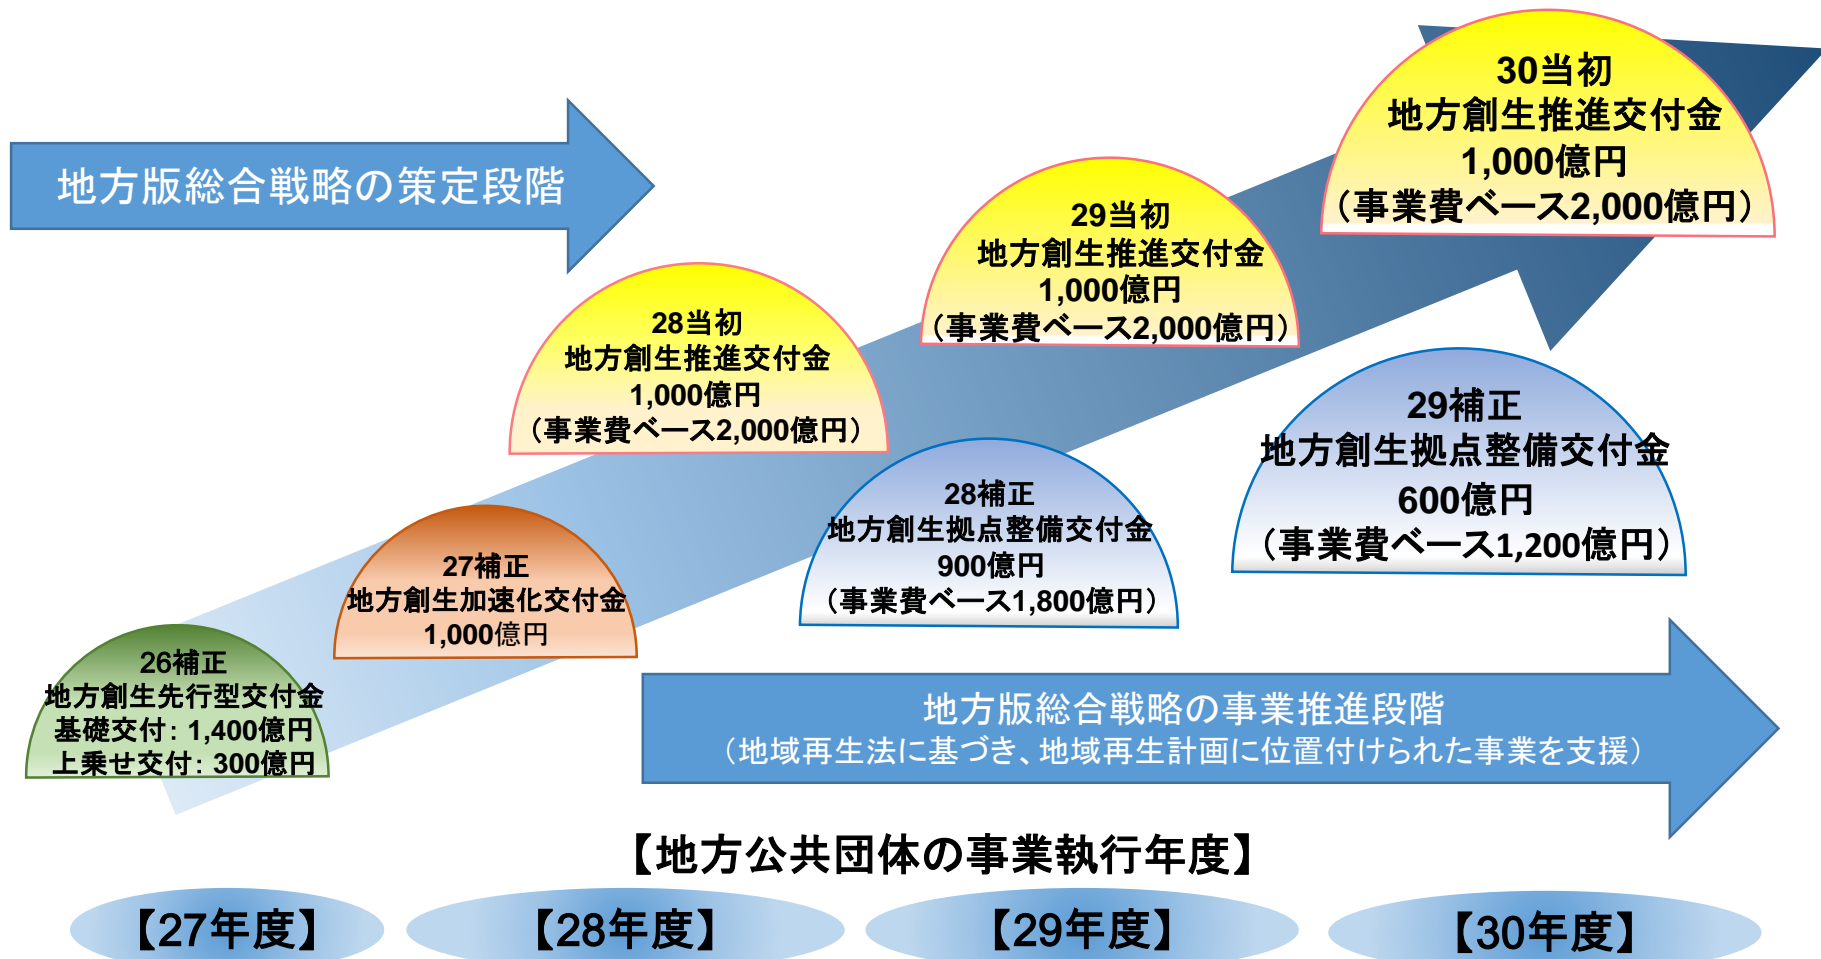 地方版総合戦略の策定段階
30当初
地方創生推進交付金
1,000億円
（事業費ベース2,000億円）
29当初
地方創生推進交付金
1,000億円
（事業費ベース2,000億円）
28当初
地方創生推進交付金
1,000億円
（事業費ベース2,000億円）
29補正
地方創生拠点整備交付金
600億円
（事業費ベース1,200億円）
28補正
地方創生拠点整備交付金
900億円
（事業費ベース1,800億円）
27補正
地方創生加速化交付金
1,000億円
26補正
地方創生先行型交付金
基礎交付：1,400億円
上乗せ交付：300億円
地方版総合戦略の事業推進段階
（地域再生法に基づき、地域再生計画に位置付けられた事業を支援）
【地方公共団体の事業執行年度】
【27年度】
【28年度】
【29年度】
【30年度】